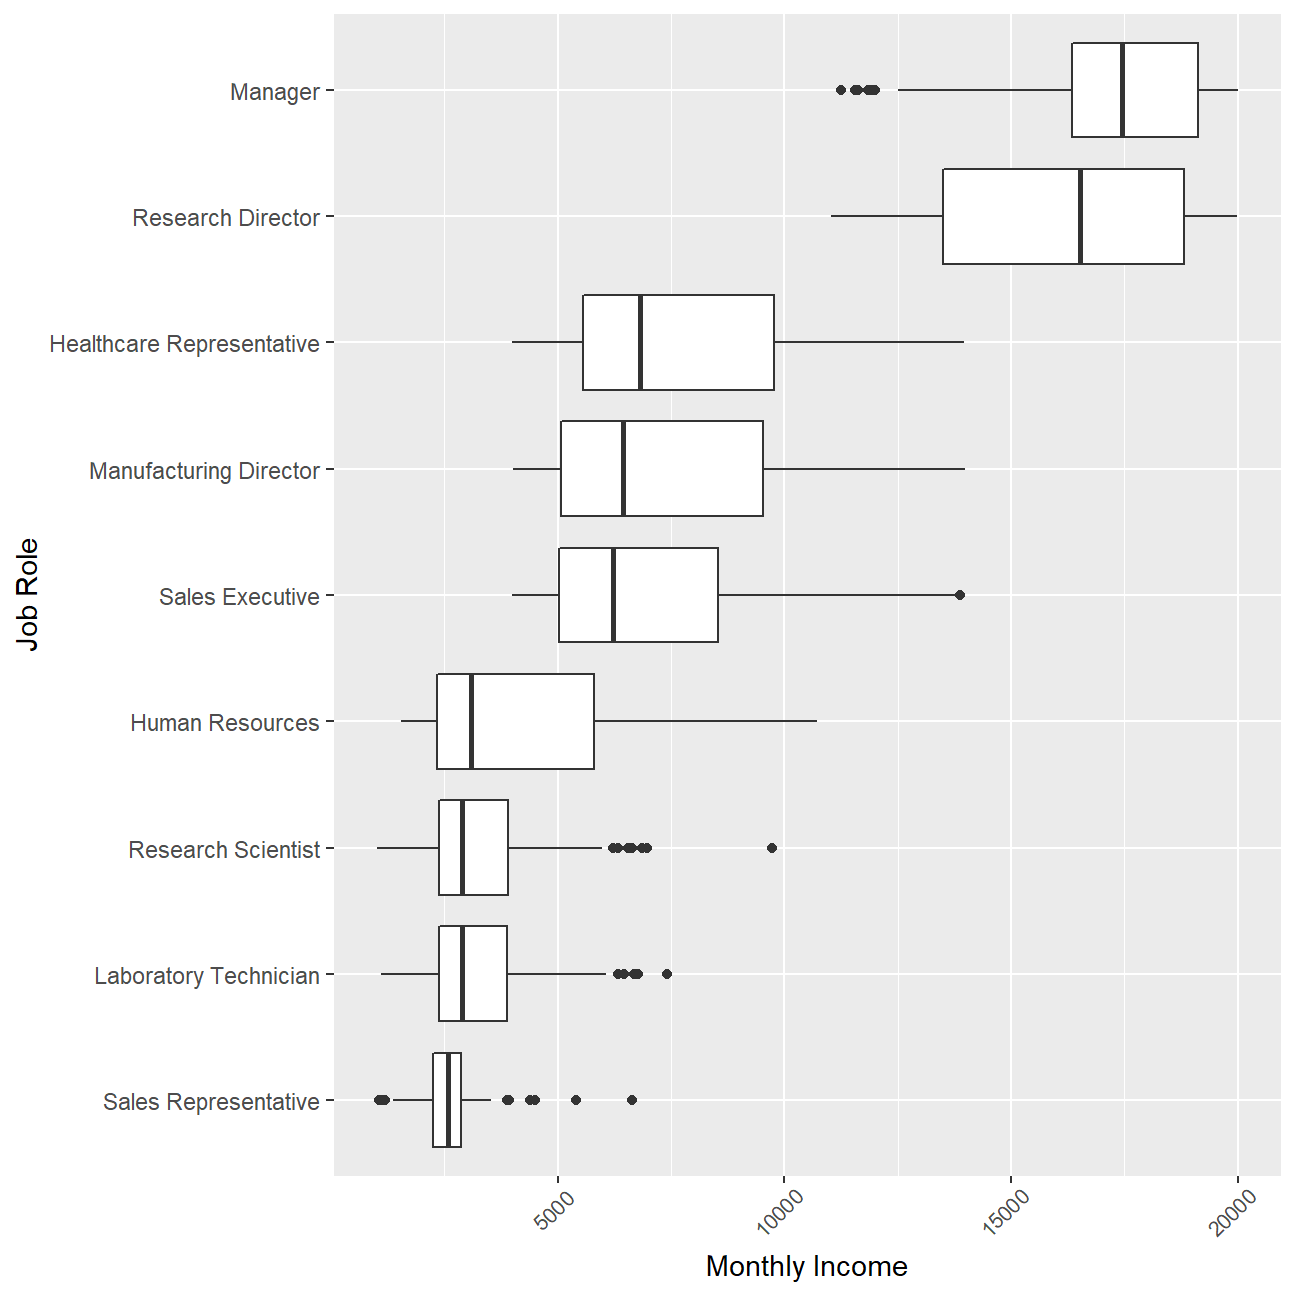 Manager
Research Director
Healthcare Representative
Manufacturing Director
Sales Executive
Human Resources
Research Scientist
Laboratory Technician
Sales Representative
Job Role
5000
10000
15000
20000
Monthly Income